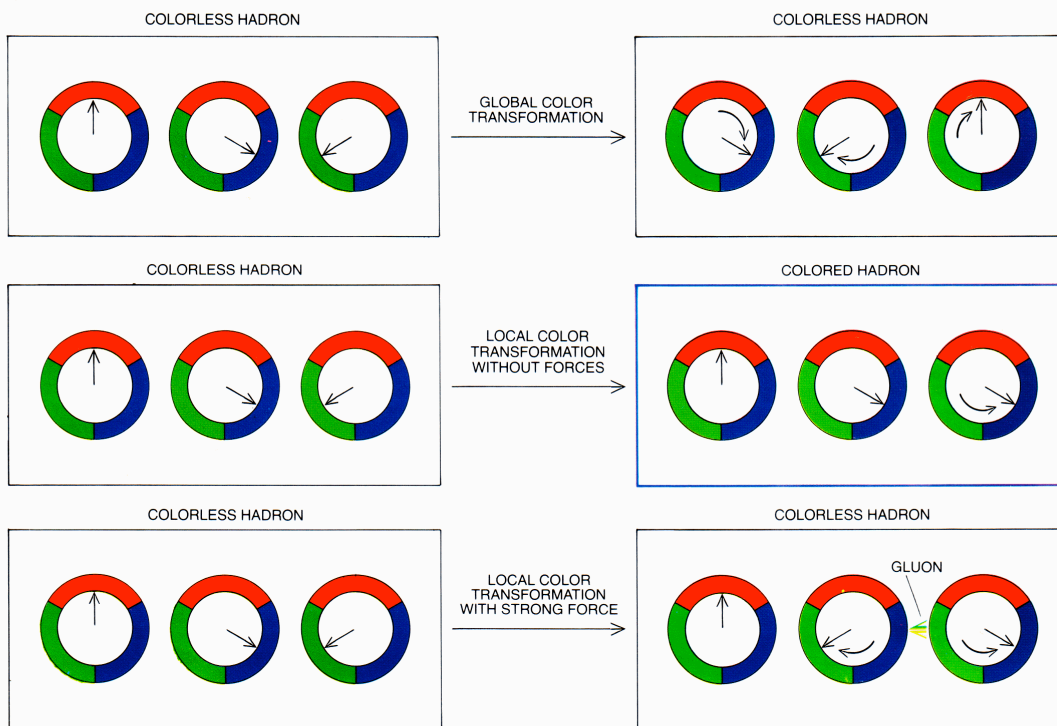 COLORLESS HADRON
COLORLESS HADRON
GLOBAL COLOR
TRANSFORMATION
COLORLESS HADRON
COLORED HADRON
LOCAL COLOR
TRANSFORMATION
WITHOUT FORCES
COLORLESS HADRON
COLORLESS HADRON
LOCAL COLOR
TRANSFORMATION
WITH STRONG FORCE
GLUON